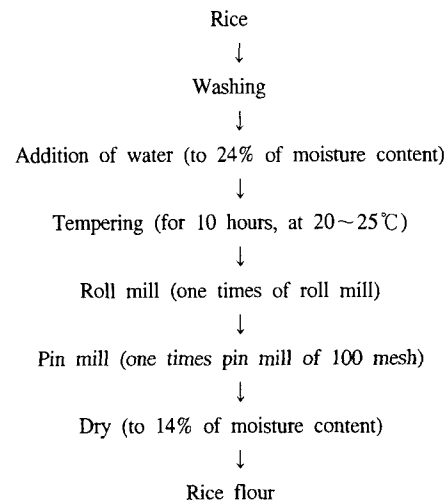 Rice
↓
Washing
↓
Addition of water (to 24% of moisture content)
↓
Tempering (for 10 hours, at 20∼25℃)
↓
Roll mill (one times of roll mill)
↓
Pin mill (one times pin mill of 100 mesh)
↓
Dry (to 14% of moisture content)
↓
Rice flour